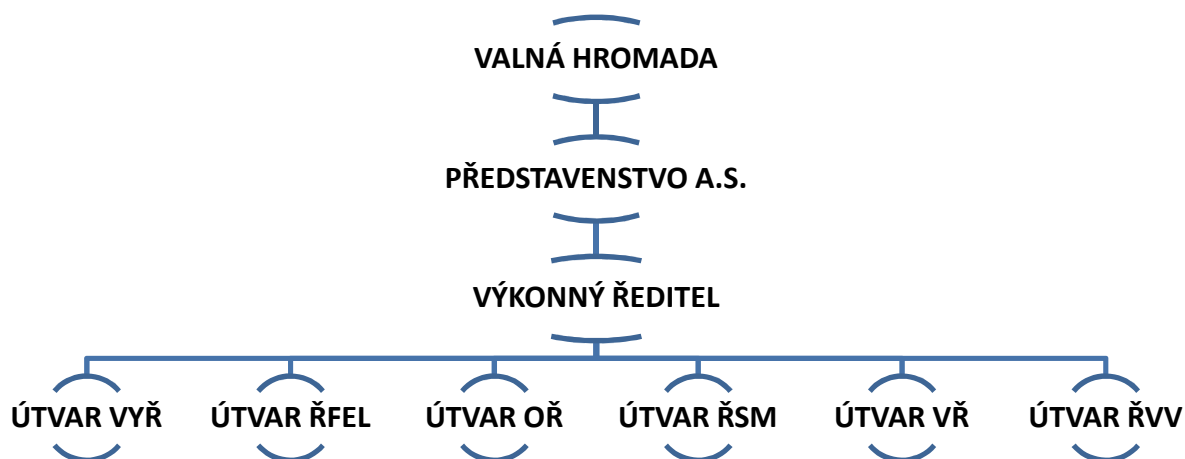 VALNÁ HROMADA
PŘEDSTAVENSTVO A.S.
VÝKONNÝ ŘEDITEL
ÚTVAR VYŘ ÚTVAR ŘFEL ÚTVAR OŘ ÚTVAR ŘSM ÚTVAR VŘ ÚTVAR ŘVV